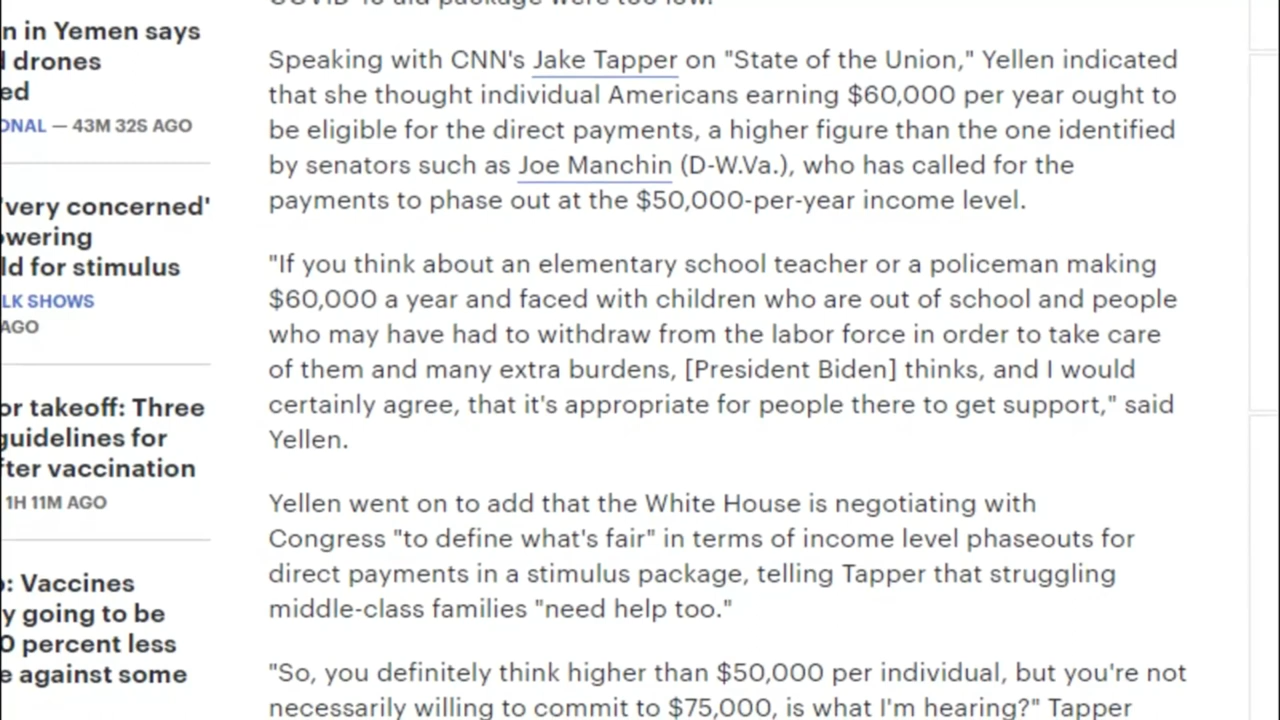 n in Yemen says
drones
ed
ONAL — 43M 32S AGO
'very concerned'
owering
ld for stimulus
LK SHOWS
AGO
or takeoff: Three
guidelines for
fter vaccination
1H 11M AGO
: Vaccines
y going to be
0 percent less
e against some
Speaking with CNN's Jake Tapper on "State of the Union," Yellen indicated
that she thought individual Americans earning $60,000 per year ought to
be eligible for the direct payments, a higher figure than the one identified
by senators such as Joe Manchin (D-W.Va.), who has called for the
payments to phase out at the $50,000-per-year income level.
"If you think about an elementary school teacher or a policeman making
$60,000 a year and faced with children who are out of school and people
who may have had to withdraw from the labor force in order to take care
of them and many extra burdens, [President Biden] thinks, and I would
certainly agree, that it's appropriate for people there to get support," said
Yellen.
Yellen went on to add that the White House is negotiating with
Congress "to define what's fair" in terms of income level phaseouts for
direct payments in a stimulus package, telling Tapper that struggling
middle-class families "need help too."
"So, you definitely think higher than $50,000 per individual, but you're not
necessarily willing to commit to $75,000, is what I'm hearing?" Tapper